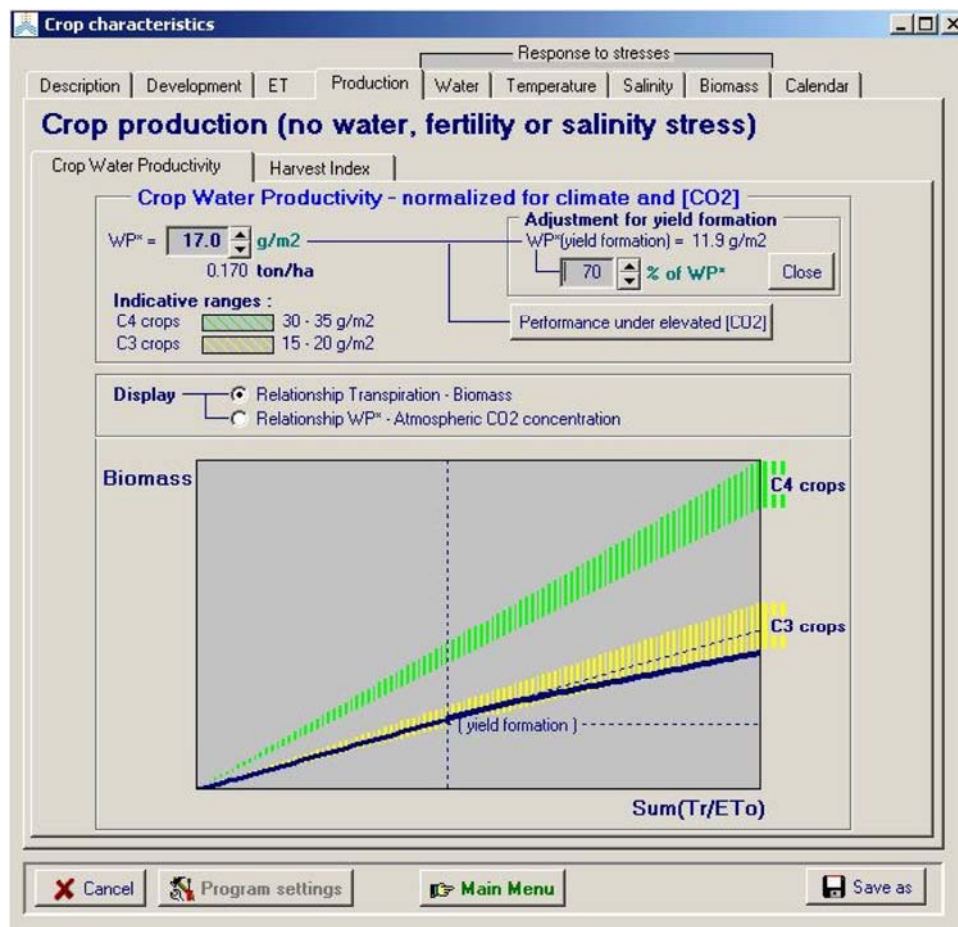 Crop characteristics
Response to stresses
Description Development ET Production Water Temperature Salinity Biomass Calendar
Crop production (no water, fertility or salinity stress)
Crop Water Productivity Harvest Index
Crop Water Productivity - normalized for climate and [CO2]
Adjustment for yield formation
WP* = 17.0 g/m2 WP*(yield formation) = 11.9 g/m2
0.170 ton/ha 70 % of WP* Close
Indicative ranges :
C4 crops 30 - 35 g/m2 Performance under elevated [CO2]
C3 crops 15 - 20 g/m2
Display Relationship Transpiration - Biomass
Relationship WP* - Atmospheric CO2 concentration
Biomass
C4 crops
C3 crops
( yield formation )
Sum(Tr/ETo)
Cancel Program settings Main Menu Save as